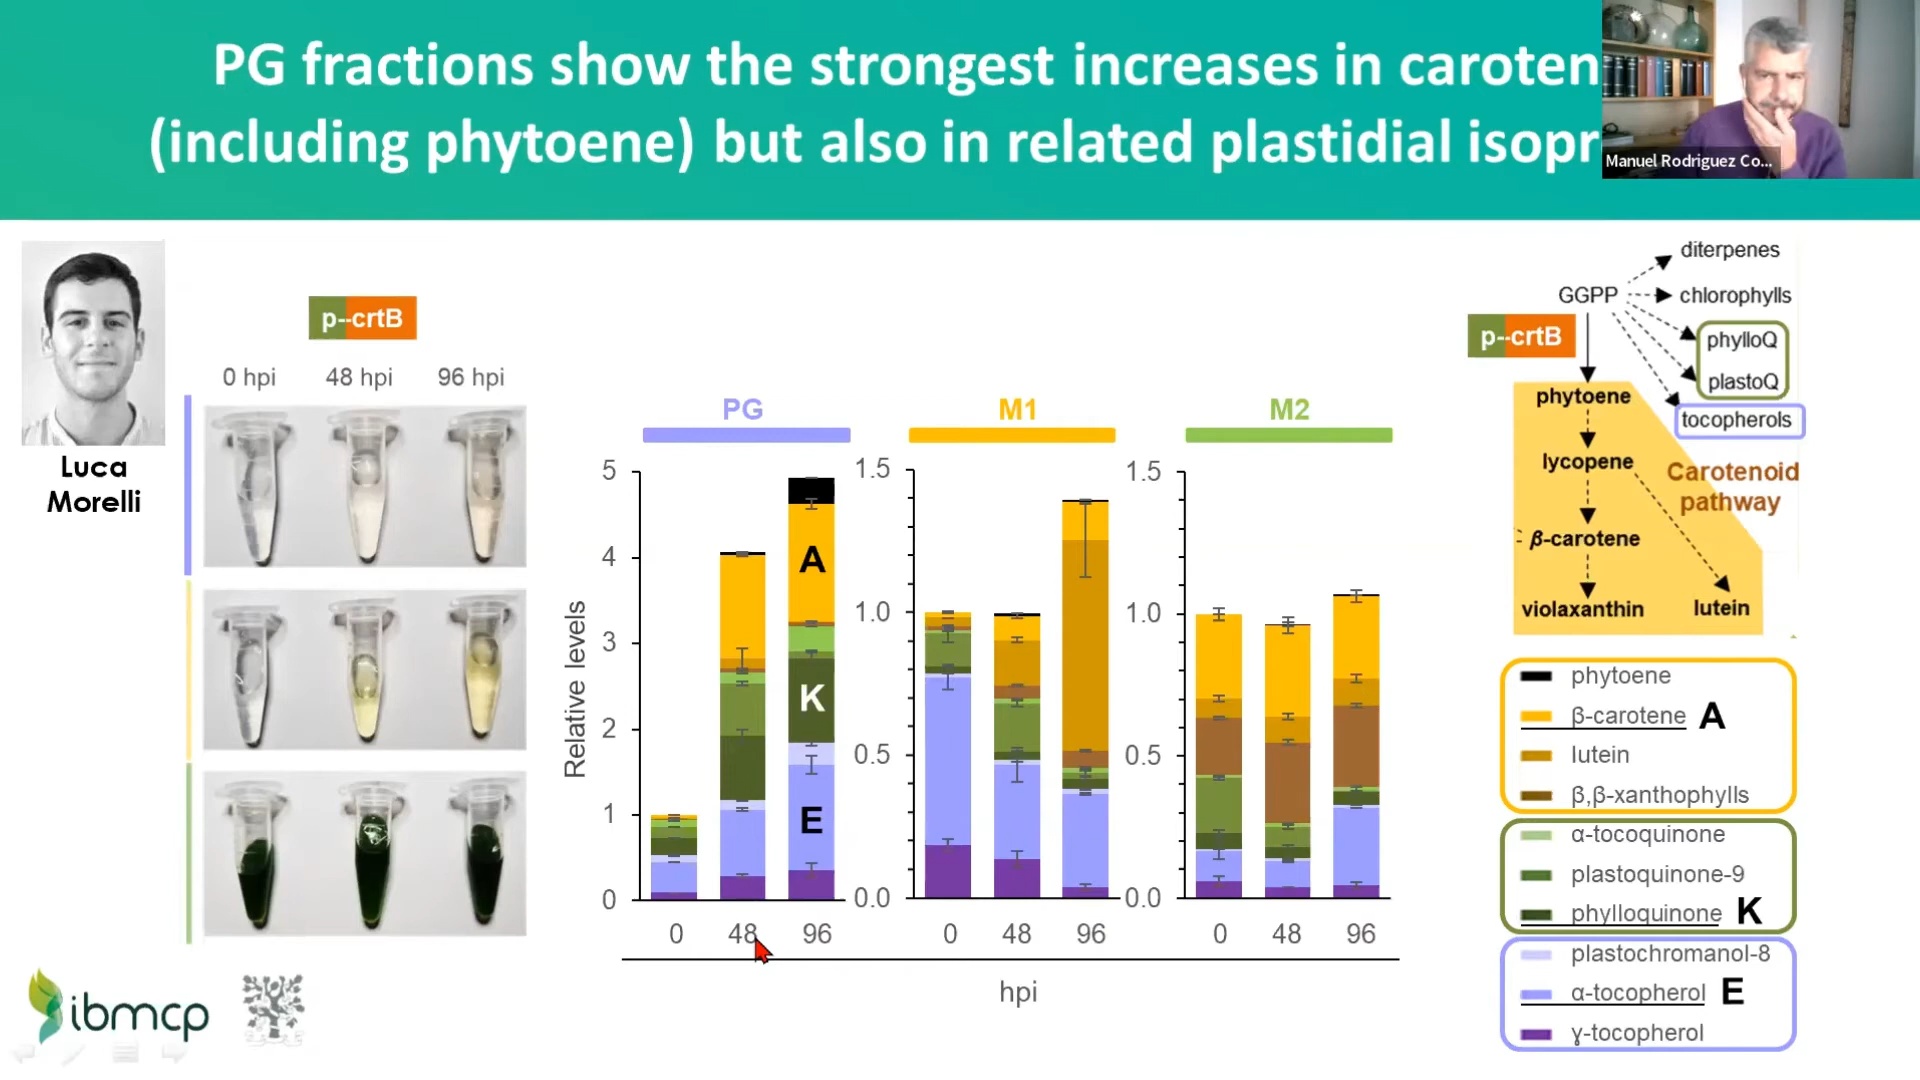 PG fractions show the strongest increases in caroten
(including phytoene) but also in related plastidial isopr
Manuel Rodriguez Co...
Luca
Morelli
p--crtB
0 hpi 48 hpi 96 hpi
PG
M1
M2
Relative levels
5
4
3
2
1
0
A
K
E
0 48 96
1.5
1.0
0.5
0.0
0 48 96
1.5
1.0
0.5
0.0
0 48 96
hpi
diterpenes
GGPP
chlorophylls
p--crtB
phylloQ
plastoQ
tocopherols
phytoene
lycopene
Carotenoid
pathway
β-carotene
violaxanthin
lutein
phytoene
β-carotene A
lutein
β,β-xanthophylls
α-tocoquinone
plastoquinone-9
phylloquinone K
plastochromanol-8
α-tocopherol E
ɣ-tocopherol
ibmcp